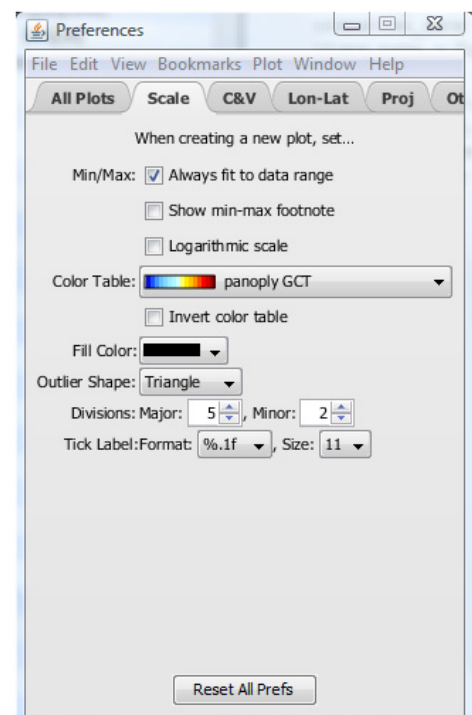 Preferences
File Edit View Bookmarks Plot Window Help
All Plots Scale C&V Lon-Lat Proj Ot
When creating a new plot, set...
Min/Max: Always fit to data range
Show min-max footnote
Logarithmic scale
Color Table: panoply GCT
Invert color table
Fill Color:
Outlier Shape: Triangle
Divisions: Major: 5 , Minor: 2
Tick Label:Format: %.1f , Size: 11
Reset All Prefs